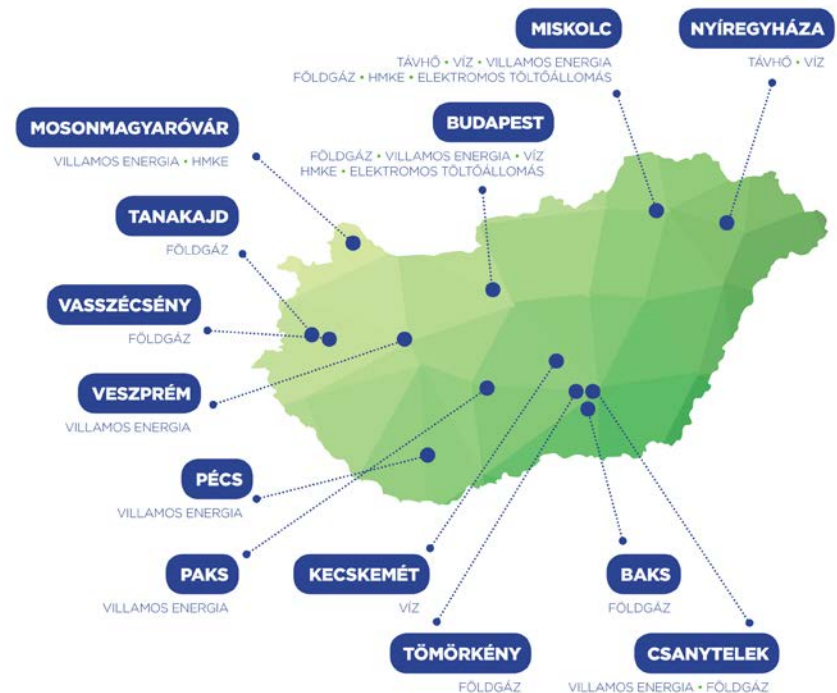 MISKOLC
TÁVHŐ • VÍZ • VILLAMOS ENERGIA
FÖLDGÁZ • HMKE • ELEKTROMOS TÖLTŐÁLLOMÁS
NYÍREGYHÁZA
TÁVHŐ • VÍZ
MOSONMAGYARÓVÁR
VILLAMOS ENERGIA • HMKE
BUDAPEST
FÖLDGÁZ • VILLAMOS ENERGIA • VÍZ
HMKE • ELEKTROMOS TÖLTŐÁLLOMÁS
TANAKAJD
FÖLDGÁZ
VASSZÉCSÉNY
FÖLDGÁZ
VESZPRÉM
VILLAMOS ENERGIA
PÉCS
VILLAMOS ENERGIA
PAKS
VILLAMOS ENERGIA
KECSKEMÉT
VÍZ
BAKS
FÖLDGÁZ
TÖMÖRKÉNY
FÖLDGÁZ
CSANYTELEK
VILLAMOS ENERGIA • FÖLDGÁZ